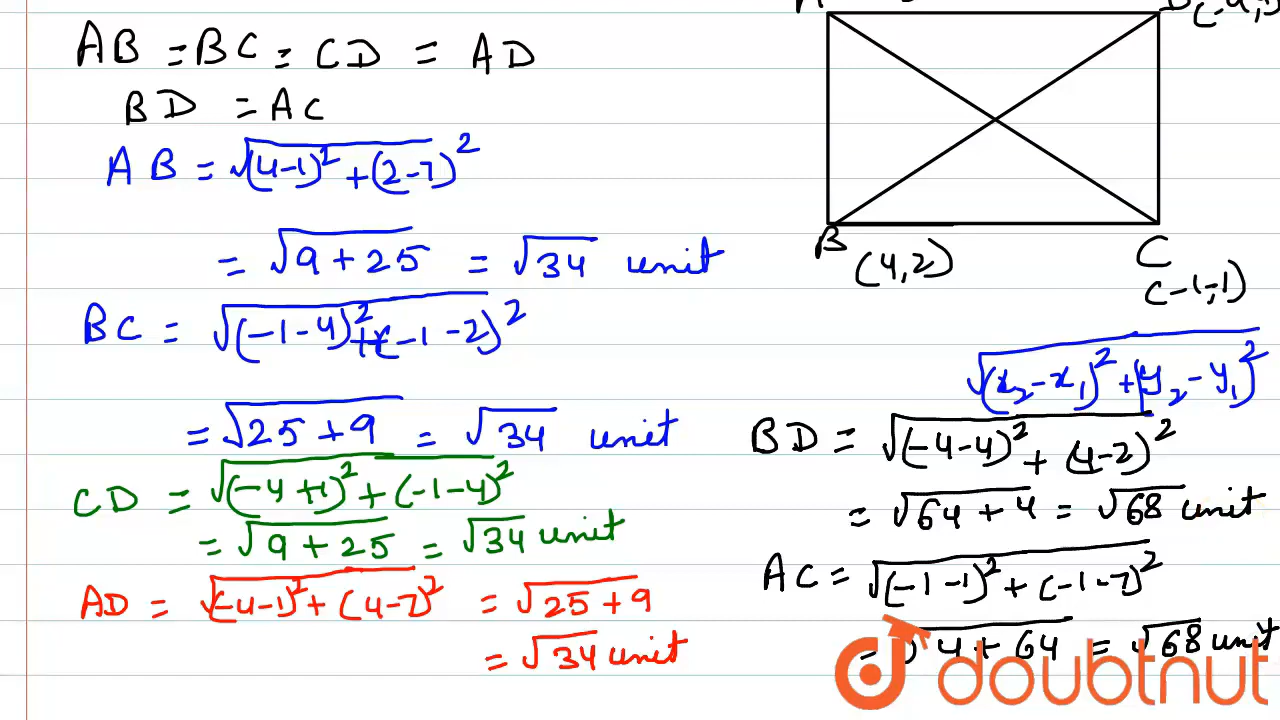 AB = BC = CD = AD
BD = AC
AB = √(4-1)² + (2-7)²
= √9 + 25 = √34 unit
BC = √(-1-4)² + (-1-2)²
= √25 + 9 = √34 unit
CD = √(-4+1)² + (-1-4)²
= √9 + 25 = √34 unit
AD = √(-4-1)² + (4-7)² = √25 + 9
= √34 unit
B (4,2)
C
(-1,-1)
√(x₂-x₁)² + (y₂-y₁)²
BD = √(-4-4)² + (4-2)²
= √64 + 4 = √68 unit
AC = √(-1-1)² + (-1-7)²
= √4 + 64 = √68 unit
doubtnut